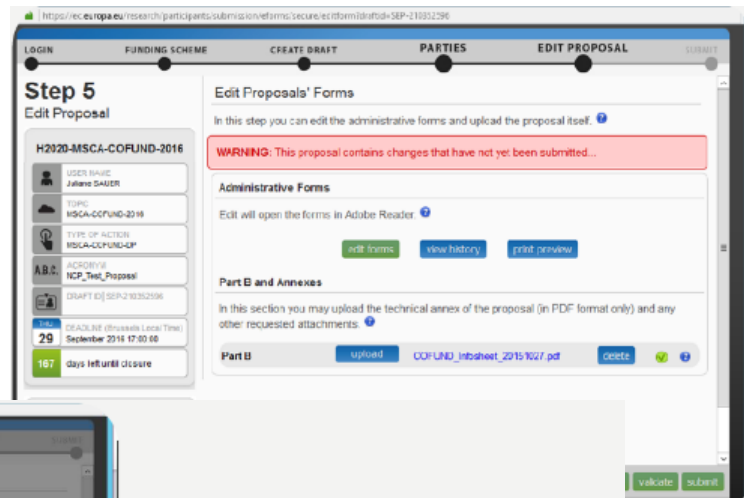 https://ec.europa.eu/research/participants/submission/eforms/secure/editform?draftid=SEP-210352596
LOGIN FUNDING SCHEME CREATE DRAFT PARTIES EDIT PROPOSAL SUBMIT
Step 5
Edit Proposal
H2020-MSCA-COFUND-2016
USER NAME
Juliane SAUER
TOPIC
MSCA-COFUND-2016
TYPE OF ACTION
MSCA-COFUND-DP
A.B.C.
ACRONYM
NCP_Test_Proposal
DRAFT ID| SEP-210352596
THU
29
DEADLINE (Brussels Local Time)
September 2016 17:00:00
167 days left until closure
Edit Proposals' Forms
In this step you can edit the administrative forms and upload the proposal itself.
WARNING: This proposal contains changes that have not yet been submitted...
Administrative Forms
Edit will open the forms in Adobe Reader.
edit forms view history print preview
Part B and Annexes
In this section you may upload the technical annex of the proposal (in PDF format only) and any
other requested attachments.
Part B upload COFUND_Infosheet_20151027.pdf delete
validate submit
SUBMIT